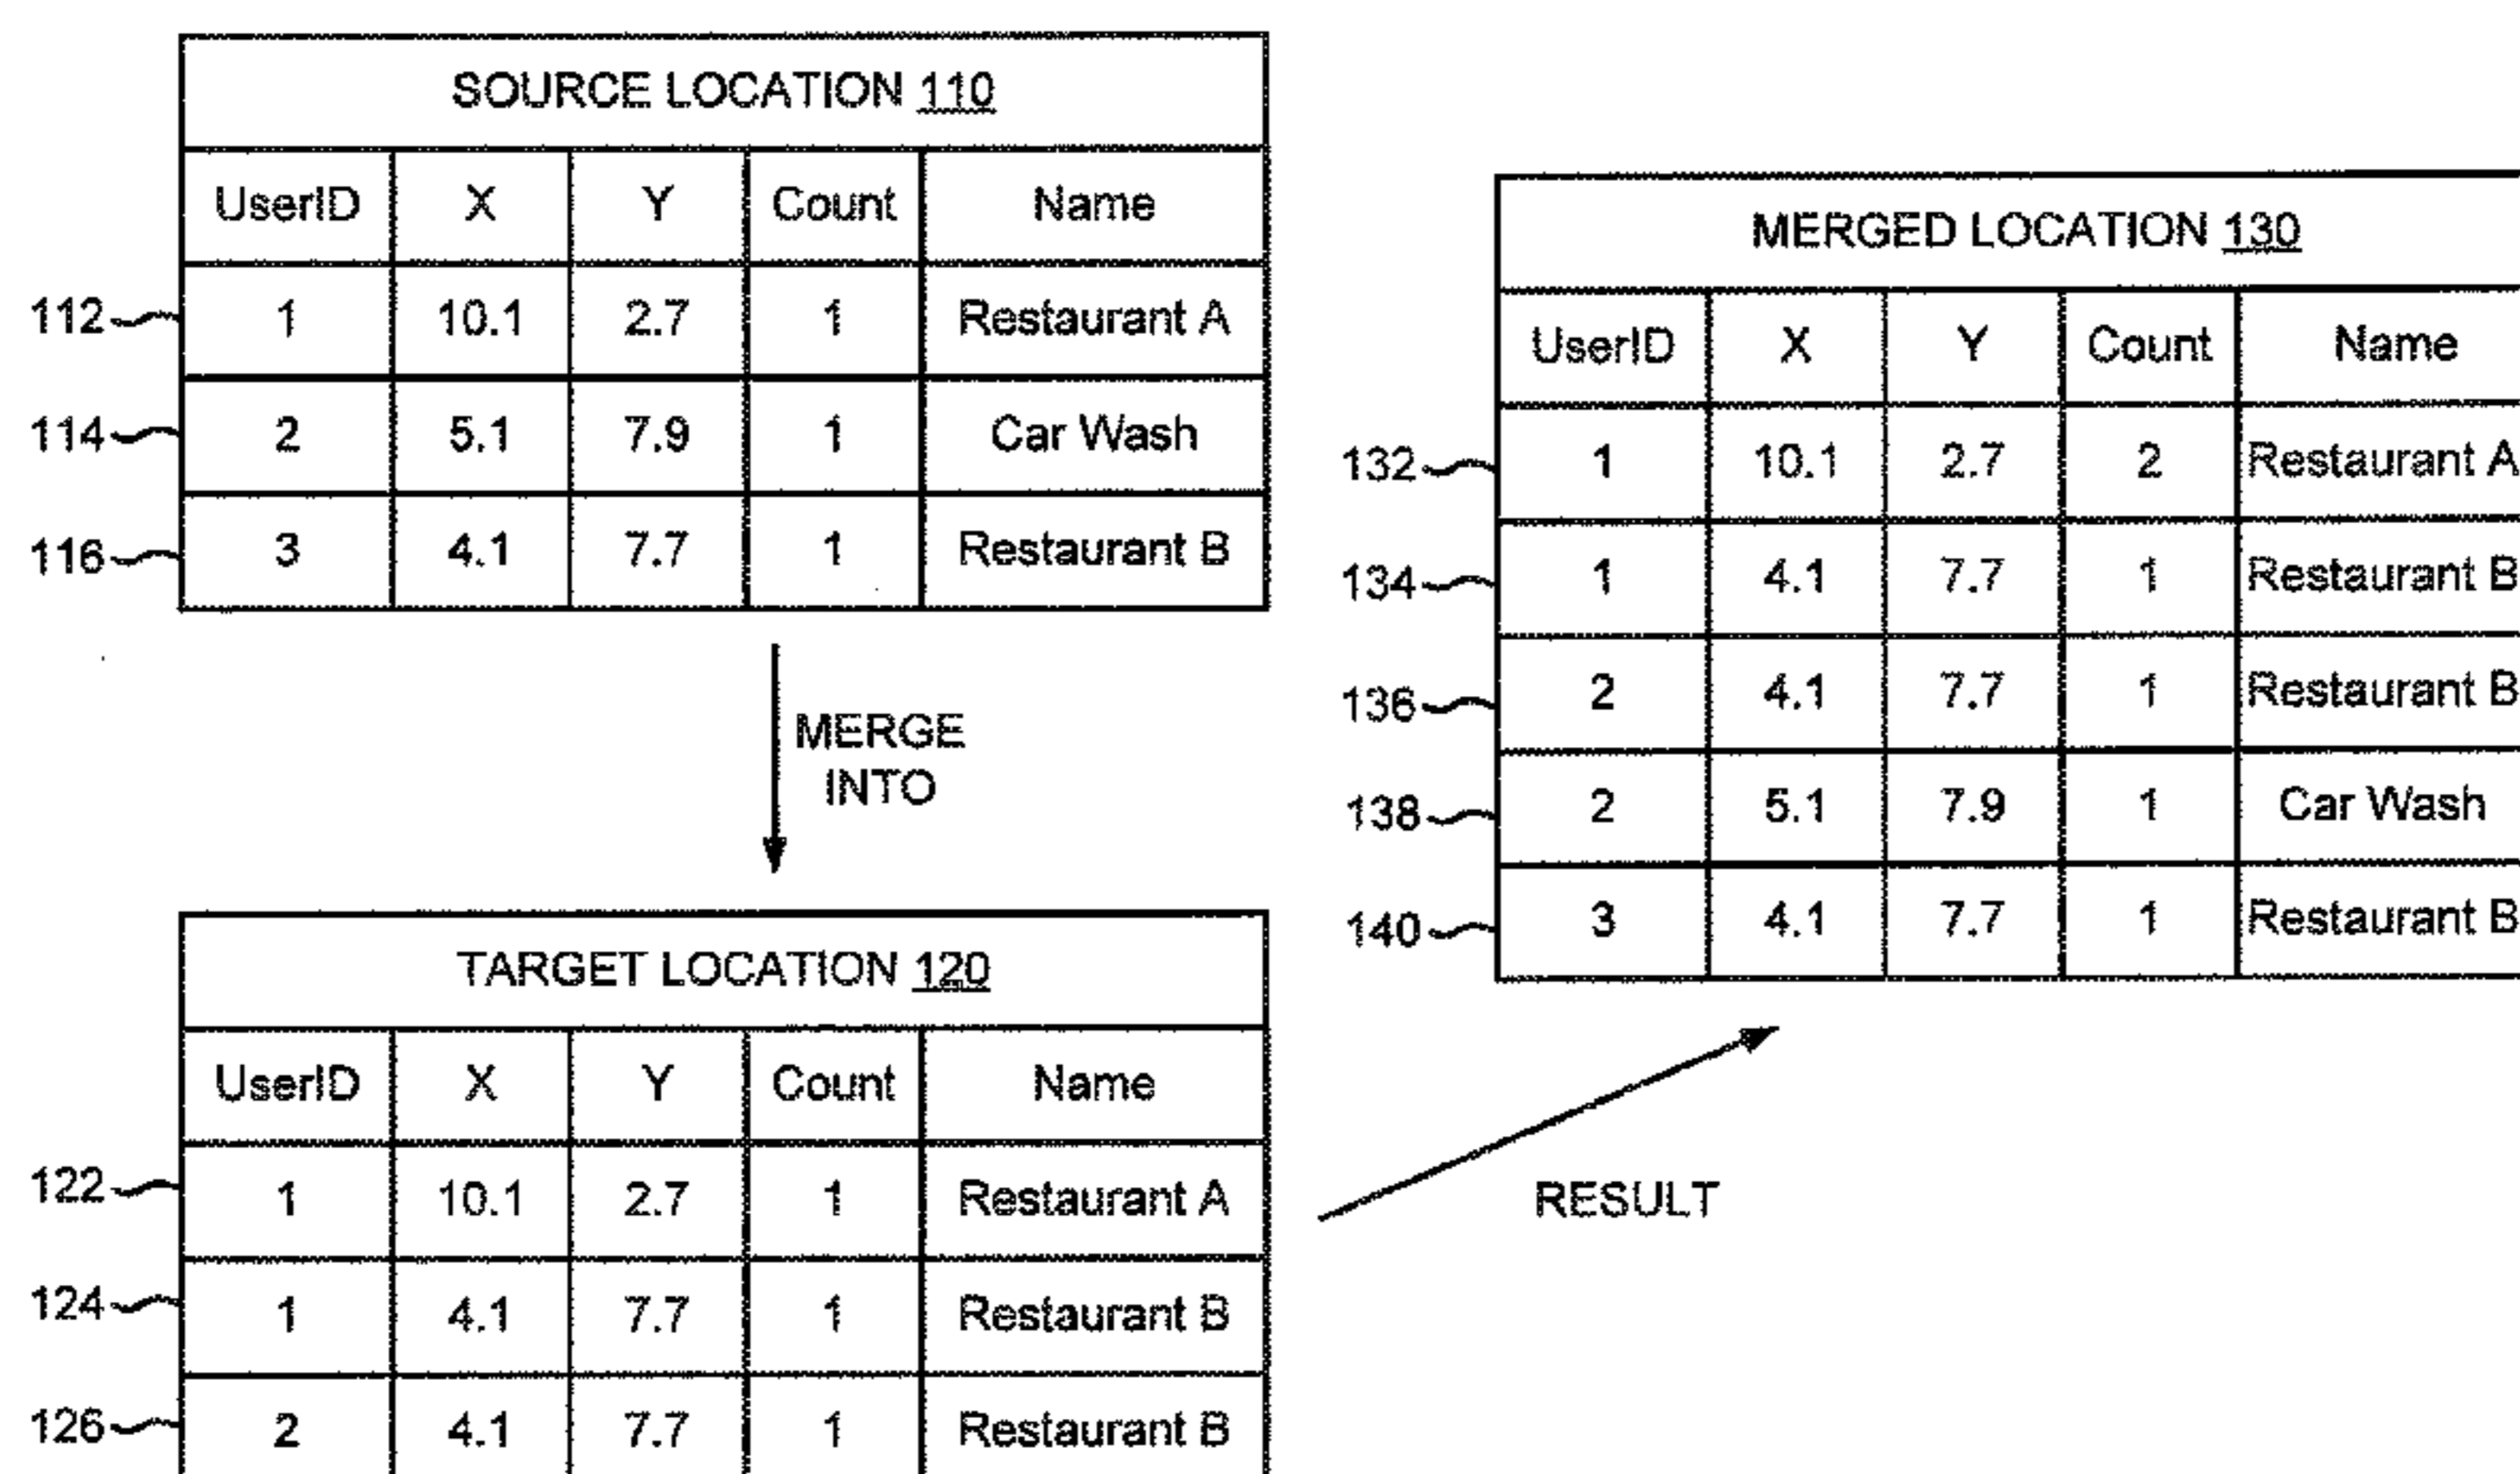 SOURCE LOCATION 110
UserID X Y Count Name
112 1 10.1 2.7 1 Restaurant A
114 2 5.1 7.9 1 Car Wash
116 3 4.1 7.7 1 Restaurant B
MERGE
INTO
TARGET LOCATION 120
UserID X Y Count Name
122 1 10.1 2.7 1 Restaurant A
124 1 4.1 7.7 1 Restaurant B
126 2 4.1 7.7 1 Restaurant B
RESULT
MERGED LOCATION 130
UserID X Y Count Name
132 1 10.1 2.7 2 Restaurant A
134 1 4.1 7.7 1 Restaurant B
136 2 4.1 7.7 1 Restaurant B
138 2 5.1 7.9 1 Car Wash
140 3 4.1 7.7 1 Restaurant B